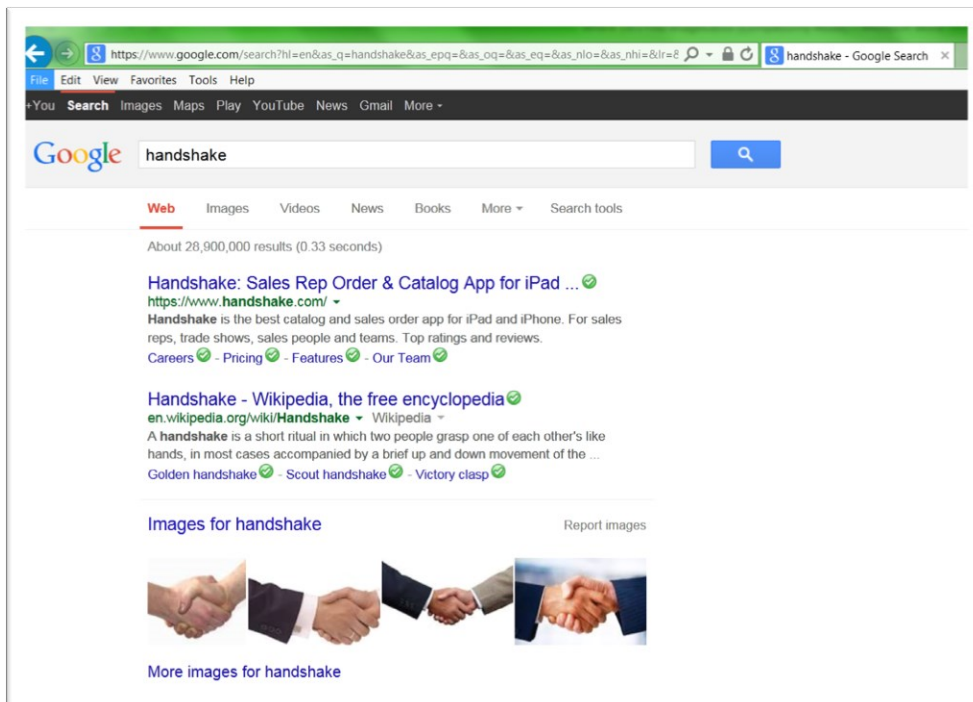 https://www.google.com/search?hl=en&as_q=handshake&as_epq=&as_oq=&as_eq=&as_nlo=&as_nhi=&lr=& handshake - Google Search
File Edit View Favorites Tools Help
+You Search Images Maps Play YouTube News Gmail More
Google handshake
Web Images Videos News Books More Search tools
About 28,900,000 results (0.33 seconds)
Handshake: Sales Rep Order & Catalog App for iPad ...
https://www.handshake.com/
Handshake is the best catalog and sales order app for iPad and iPhone. For sales
reps, trade shows, sales people and teams. Top ratings and reviews.
Careers - Pricing - Features - Our Team
Handshake - Wikipedia, the free encyclopedia
en.wikipedia.org/wiki/Handshake Wikipedia
A handshake is a short ritual in which two people grasp one of each other's like
hands, in most cases accompanied by a brief up and down movement of the ...
Golden handshake - Scout handshake - Victory clasp
Images for handshake Report images
More images for handshake